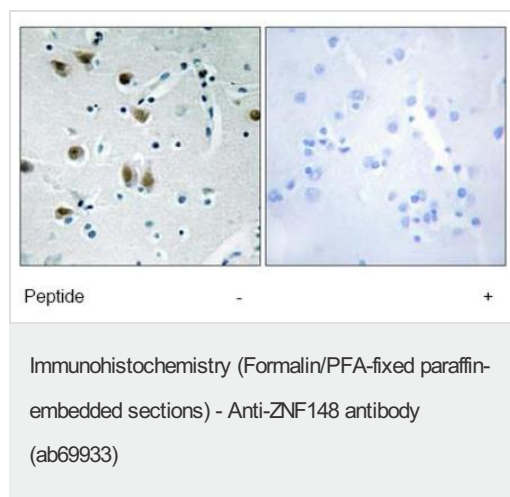 Peptide - +
Immunohistochemistry (Formalin/PFA-fixed paraffin-
embedded sections) - Anti-ZNF148 antibody
(ab69933)